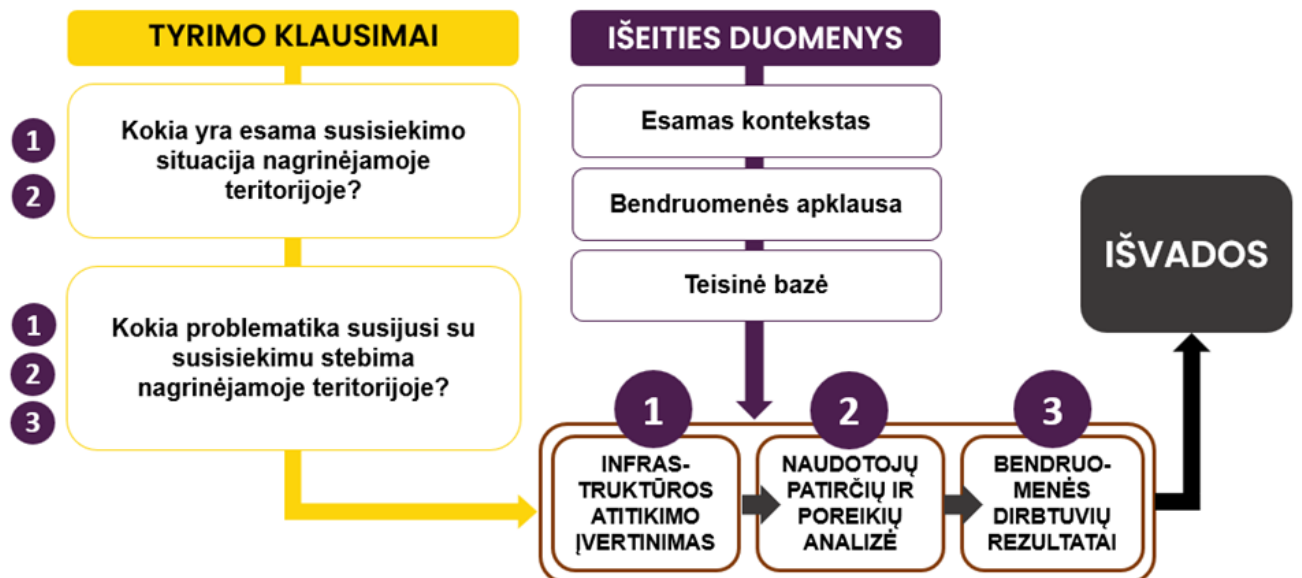 TYRIMO KLAUSIMAI
1
2
Kokia yra esama susisiekimo
situacija nagrinėjamoje
teritorijoje?
1
2
3
Kokia problematika susijusi su
susisiekimu stebima
nagrinėjamoje teritorijoje?
IŠEITIES DUOMENYS
Esamas kontekstas
Bendruomenės apklausa
Teisinė bazė
1
INFRAS-
TRUKTŪROS
ATITIKIMO
ĮVERTINIMAS
2
NAUDOTOJŲ
PATIRČIŲ IR
POREIKIŲ
ANALIZĖ
3
BENDRUO-
MENĖS
DIRBTUVIŲ
REZULTATAI
IŠVADOS